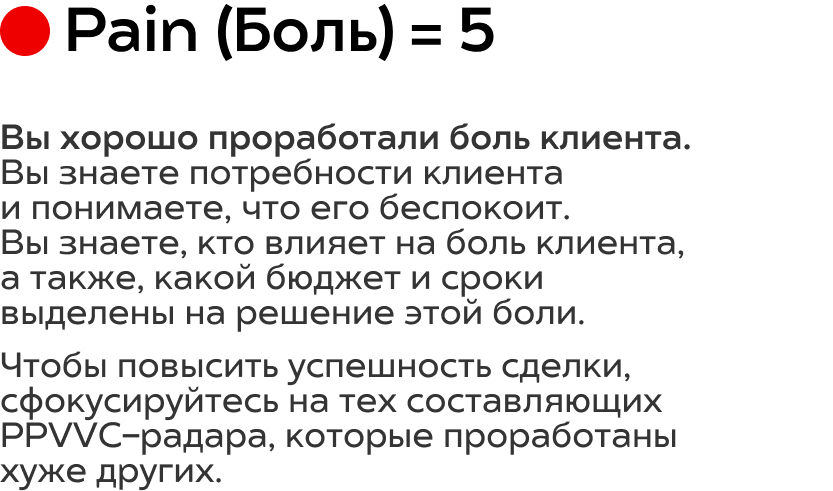 Pain (Боль) = 5
Вы хорошо проработали боль клиента.
Вы знаете потребности клиента
и понимаете, что его беспокоит.
Вы знаете, кто влияет на боль клиента,
а также, какой бюджет и сроки
выделены на решение этой боли.
Чтобы повысить успешность сделки,
сфокусируйтесь на тех составляющих
PPVVC–радара, которые проработаны
хуже других.